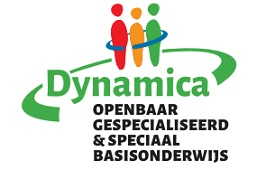 Dynamica
OPENBAAR
GESPECIALISEERD
& SPECIAAL
BASISONDERWIJS